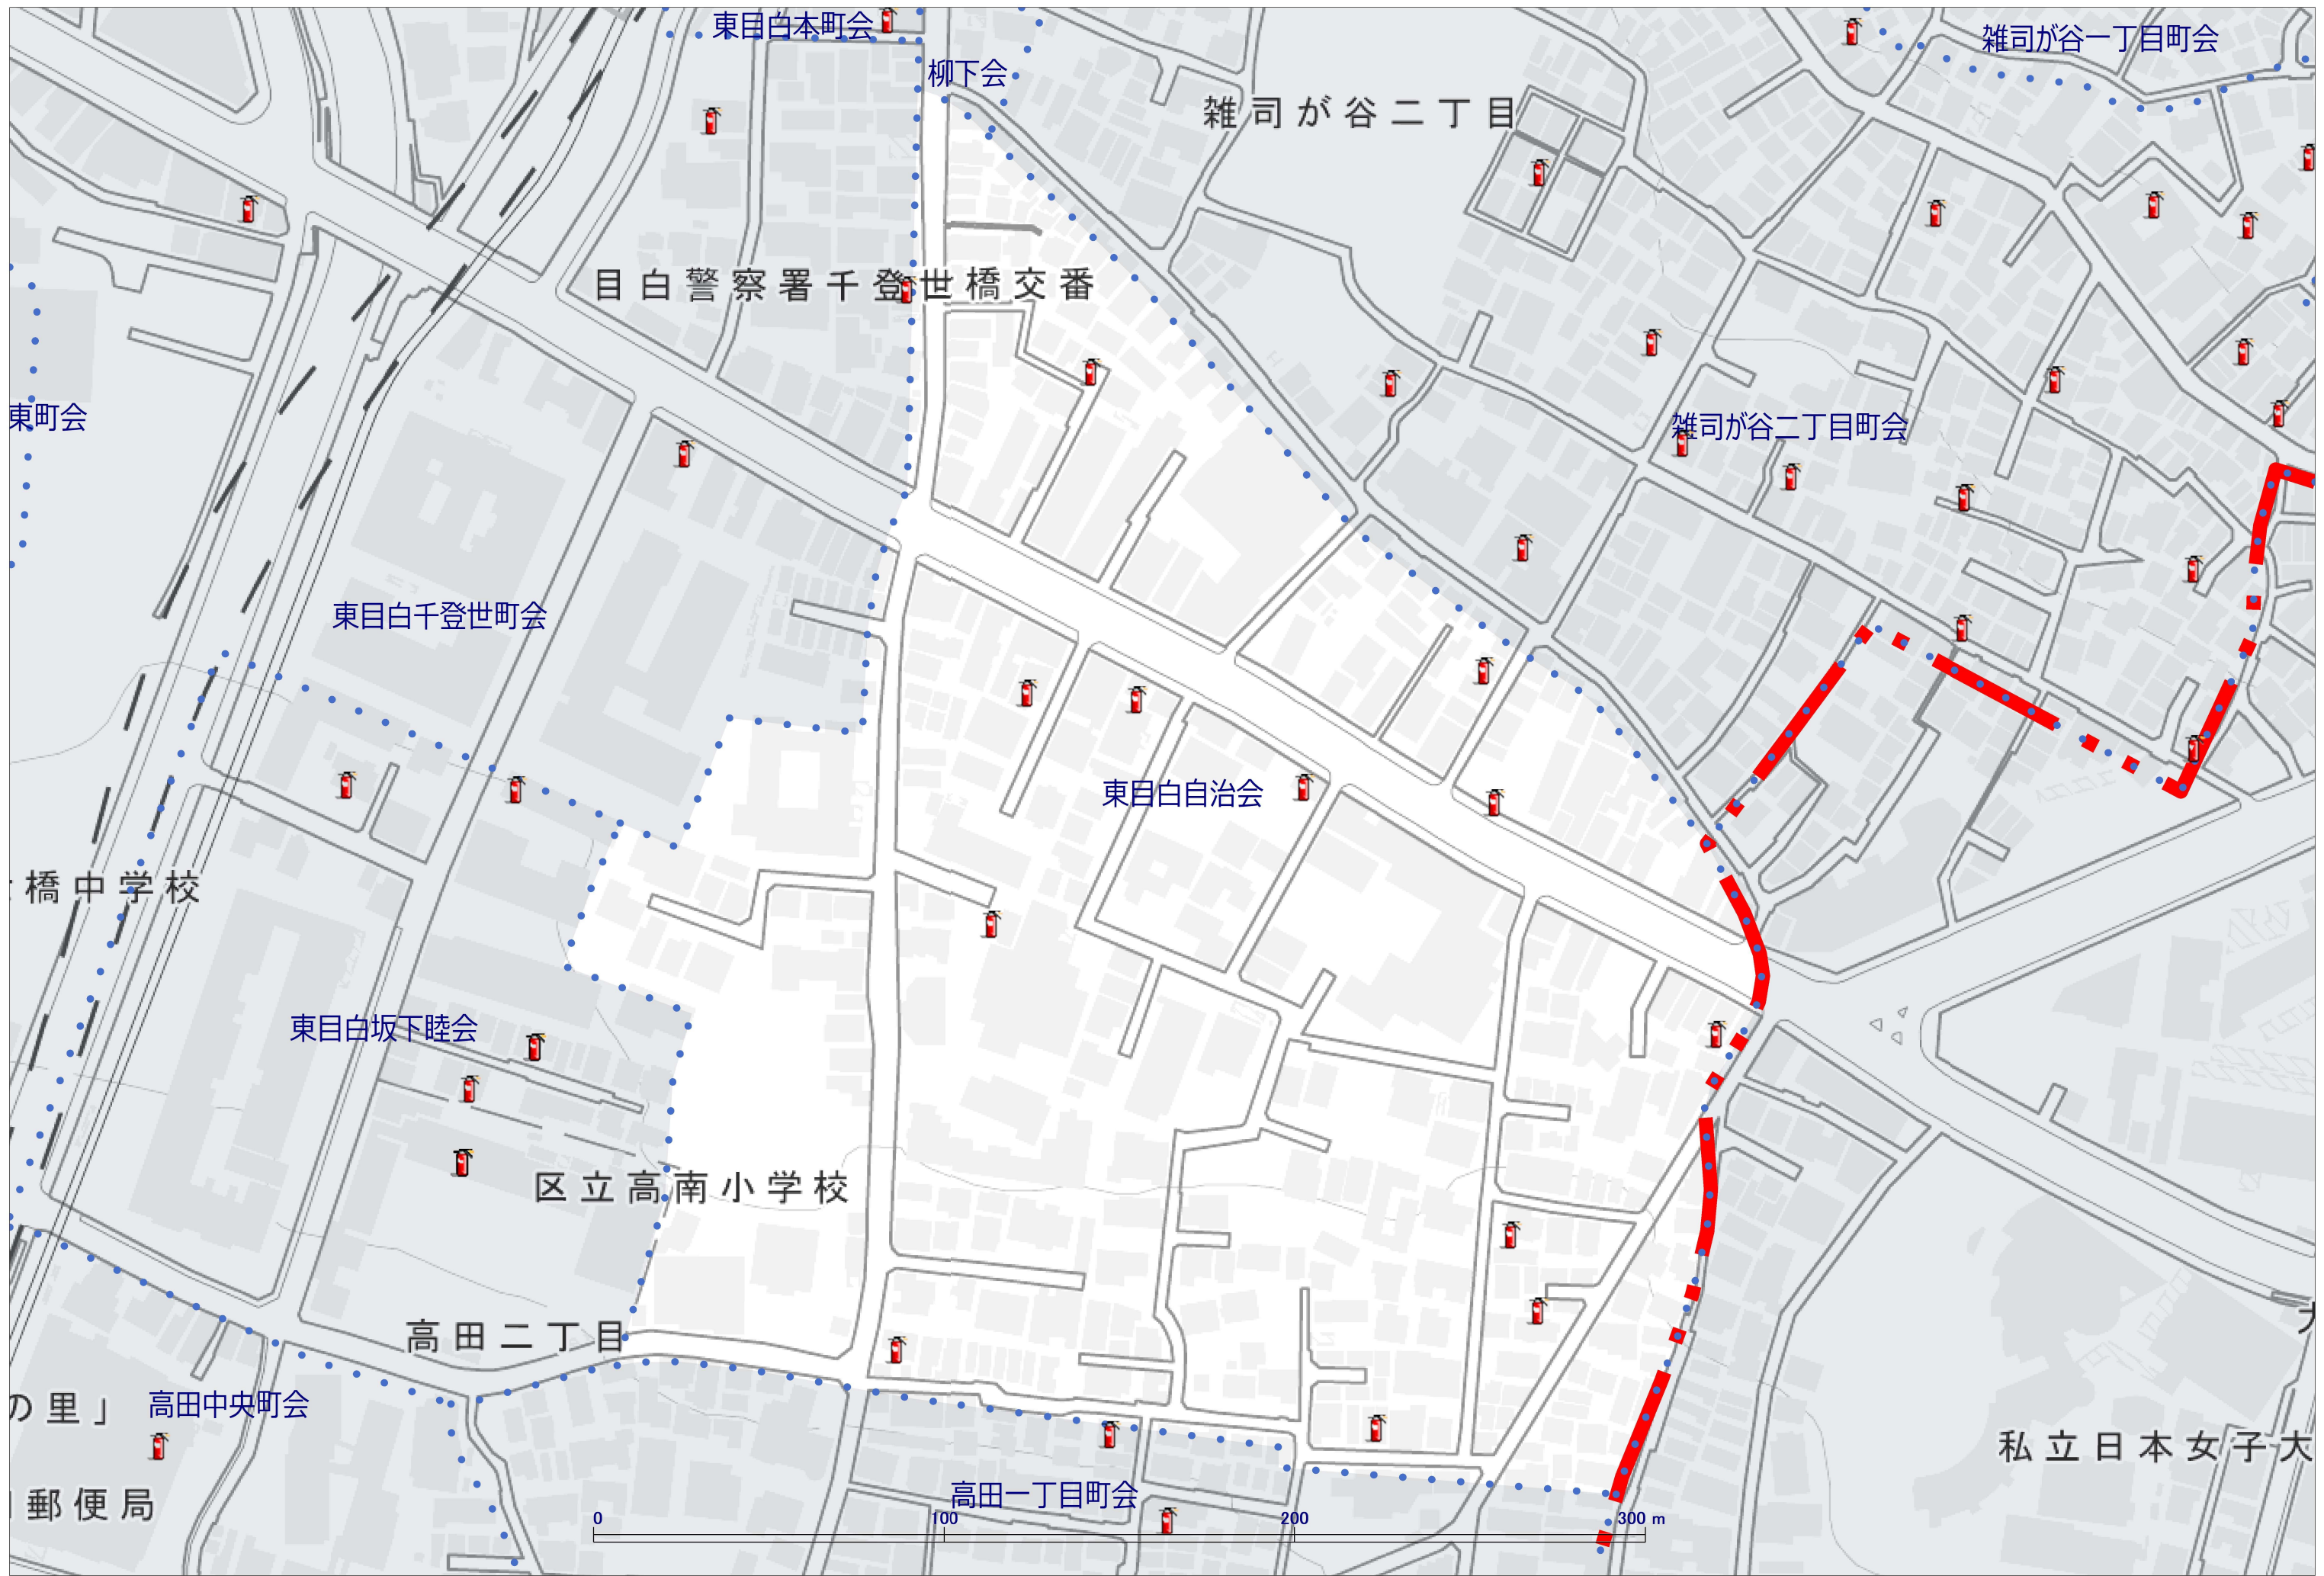 東目白本町会
雑司が谷一丁目町会
柳下会
雑司が谷二丁目
目白警察署千登世橋交番
東町会
雑司が谷二丁目町会
東目白千登世町会
東目白自治会
橋中学校
東目白坂下睦会
区立高南小学校
高田二丁目
の里」
高田中央町会
私立日本女子大
高田一丁目町会
郵便局
0 100 200 300 m